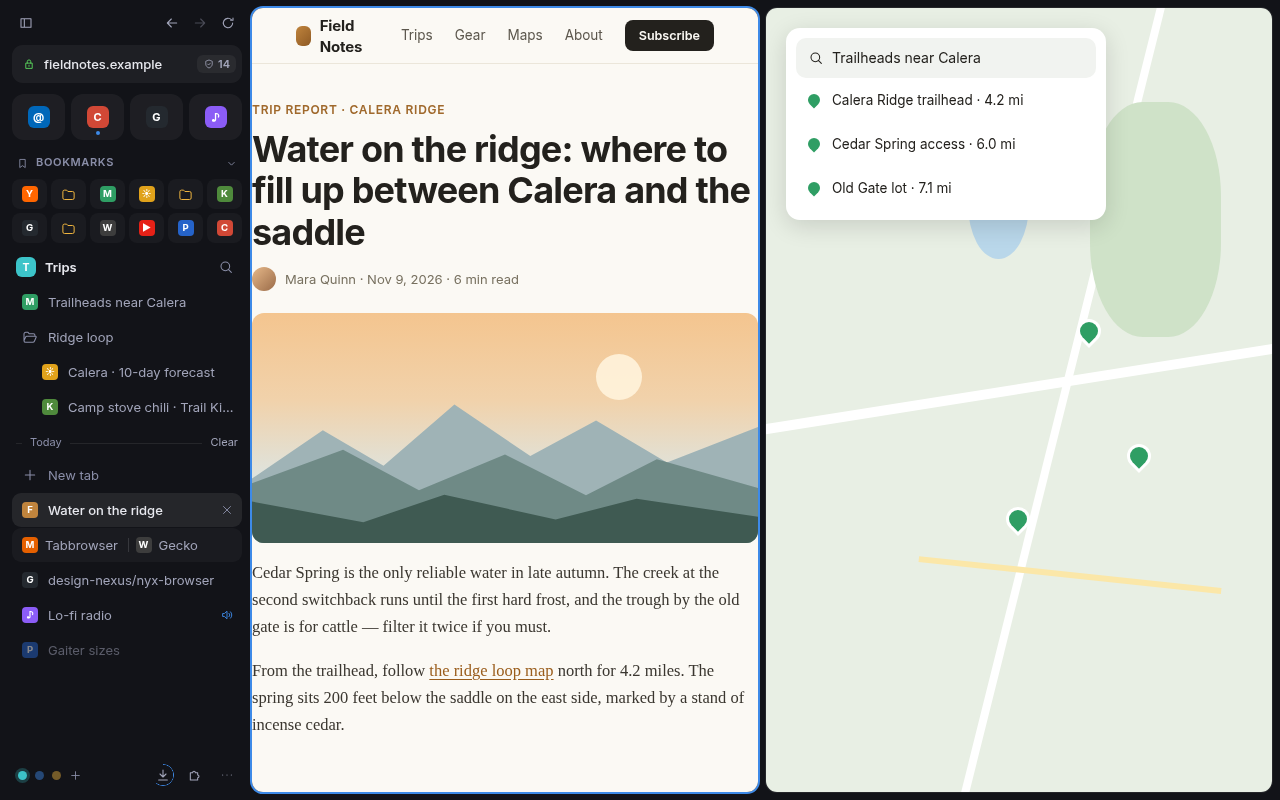 fieldnotes.example
14
@
C
G
BOOKMARKS
Y
M
K
G
W
P
C
T Trips
M Trailheads near Calera
Ridge loop
Calera · 10-day forecast
K Camp stove chili · Trail Ki...
Today
Clear
New tab
F Water on the ridge
M Tabbrowser
W Gecko
G design-nexus/nyx-browser
Lo-fi radio
P Gaiter sizes
Field Notes
Trips
Gear
Maps
About
Subscribe
TRIP REPORT · CALERA RIDGE
Water on the ridge: where to
fill up between Calera and the
saddle
Mara Quinn · Nov 9, 2026 · 6 min read
Cedar Spring is the only reliable water in late autumn. The creek at the
second switchback runs until the first hard frost, and the trough by the old
gate is for cattle — filter it twice if you must.
From the trailhead, follow the ridge loop map north for 4.2 miles. The
spring sits 200 feet below the saddle on the east side, marked by a stand of
incense cedar.
Trailheads near Calera
Calera Ridge trailhead · 4.2 mi
Cedar Spring access · 6.0 mi
Old Gate lot · 7.1 mi